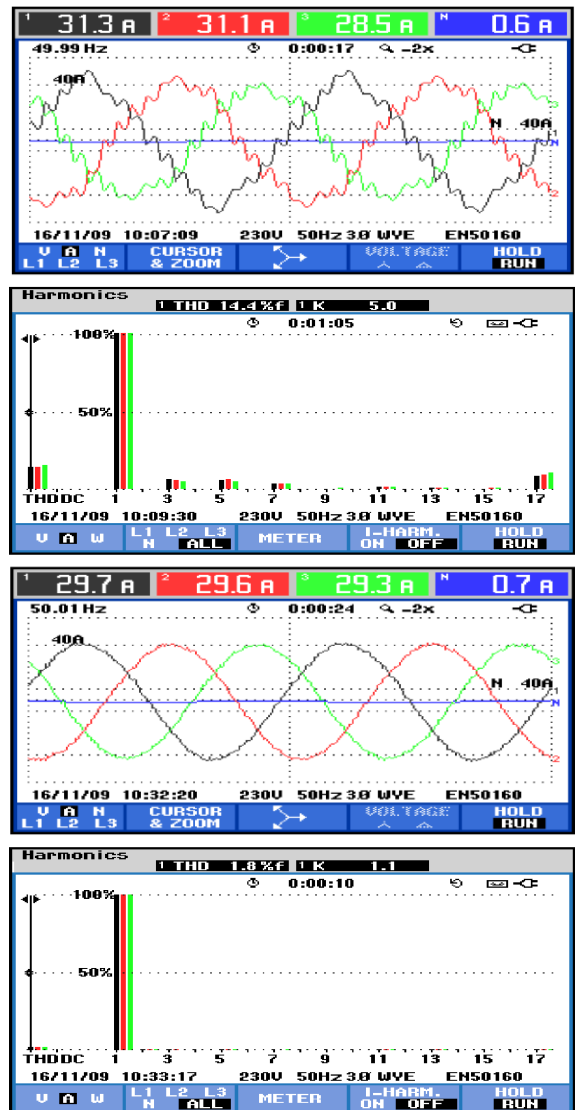 1 31.3 A 2 31.1 A 3 28.5 A N 0.6 A
49.99 Hz 0:00:17 -2x
40A
3
N 40A 1
N
2
16/11/09 10:07:09 230V 50Hz 3Ø WYE EN50160
V A N CURSOR VOLTAGE HOLD
L1 L2 L3 & ZOOM RUN
Harmonics
1 THD 14.4%f 1 K 5.0
0:01:05
100%
50%
THDDC 1 3 5 7 9 11 13 15 17
16/11/09 10:09:30 230V 50Hz 3Ø WYE EN50160
V A W L1 L2 L3 METER I-HARM. HOLD
N ALL ON OFF RUN
1 29.7 A 2 29.6 A 3 29.3 A N 0.7 A
50.01 Hz 0:00:24 -2x
40A
3
N 40A 1
N
2
16/11/09 10:32:20 230V 50Hz 3Ø WYE EN50160
V A N CURSOR VOLTAGE HOLD
L1 L2 L3 & ZOOM RUN
Harmonics
1 THD 1.8%f 1 K 1.1
0:00:10
100%
50%
THDDC 1 3 5 7 9 11 13 15 17
16/11/09 10:33:17 230V 50Hz 3Ø WYE EN50160
V A W L1 L2 L3 METER I-HARM. HOLD
N ALL ON OFF RUN